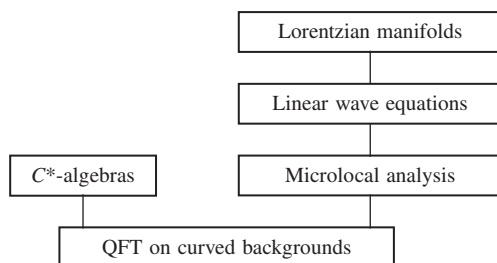 Lorentzian manifolds
Linear wave equations
C*-algebras
Microlocal analysis
QFT on curved backgrounds